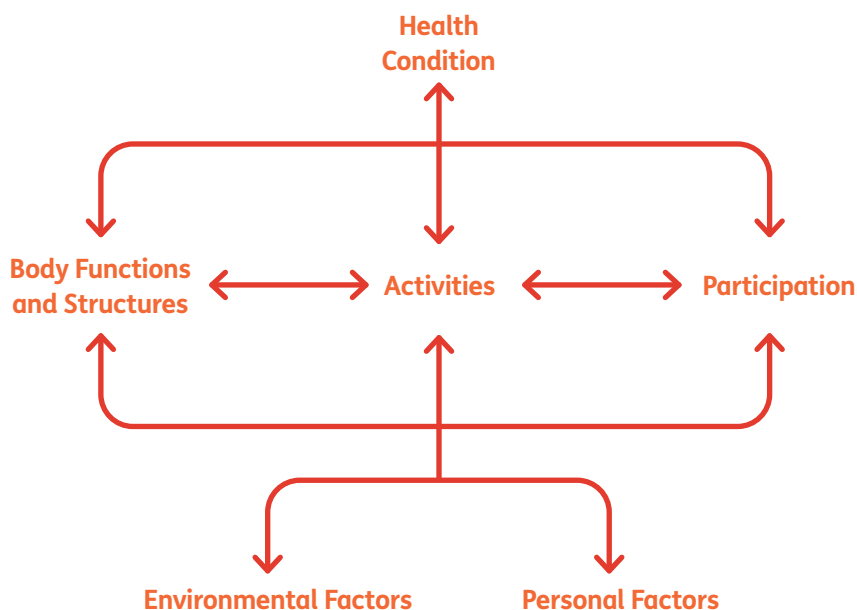 Health
Condition
Body Functions
and Structures
Activities
Participation
Environmental Factors
Personal Factors